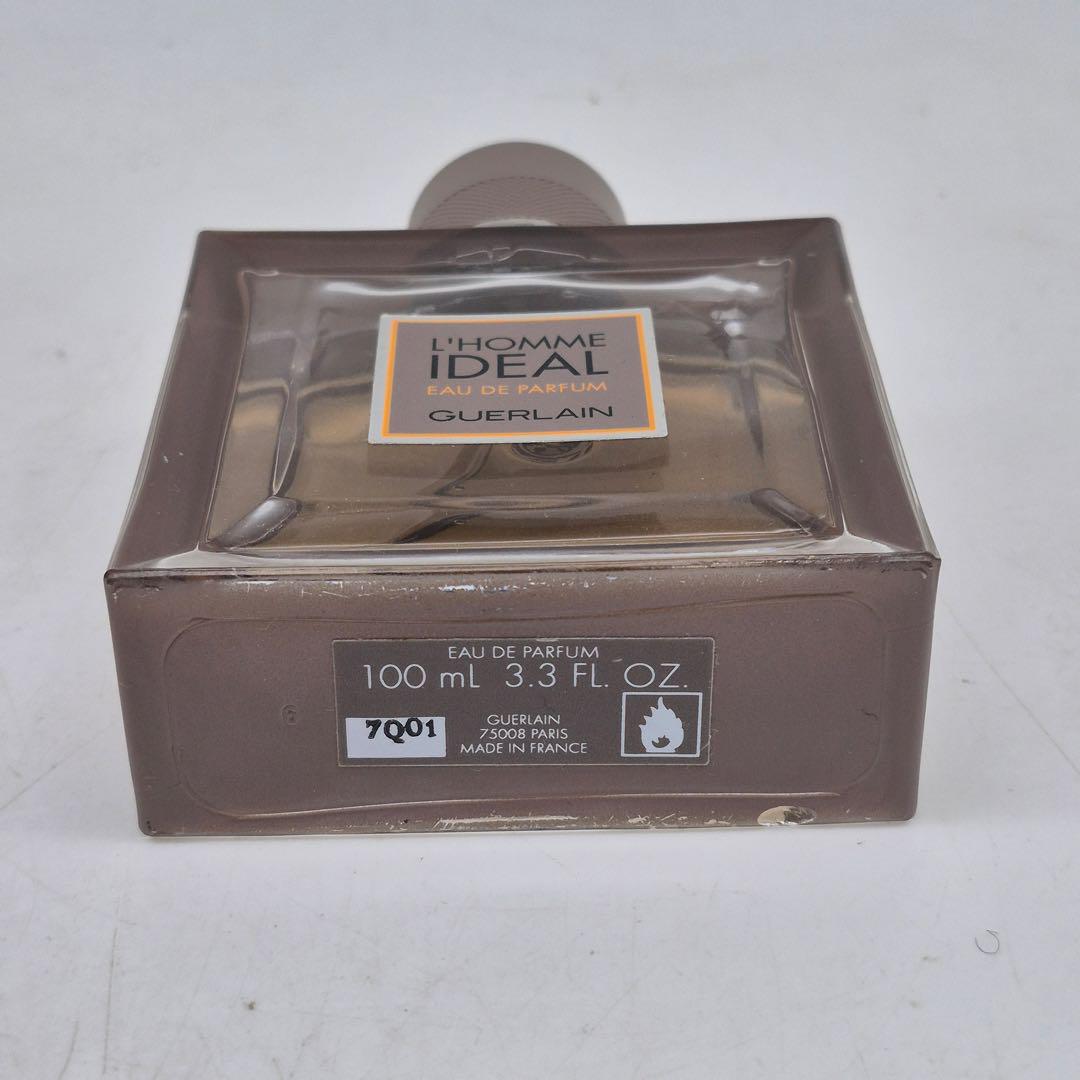 L'HOMME
IDEAL
EAU DE PARFUM
GUERLAIN
EAU DE PARFUM
100 mL 3.3 FL. OZ.
7Q01
GUERLAIN
75008 PARIS
MADE IN FRANCE
6